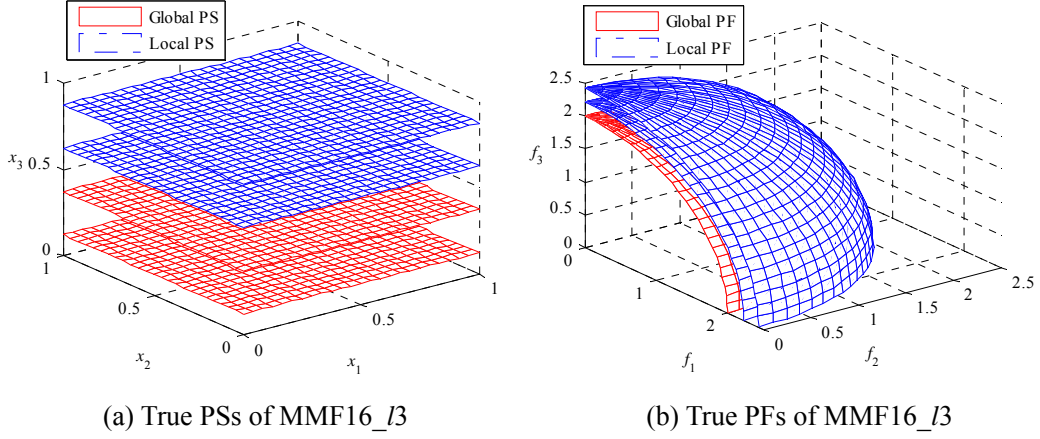 Global PS
Local PS
1
0.5
0
x3
1
0.5
0
x2
0
0.5
1
x1
Global PF
Local PF
2.5
2
1.5
1
0.5
0
f3
0
1
2
f1
0
0.5
1
1.5
2
2.5
f2
(a) True PSs of MMF16_l3
(b) True PFs of MMF16_l3